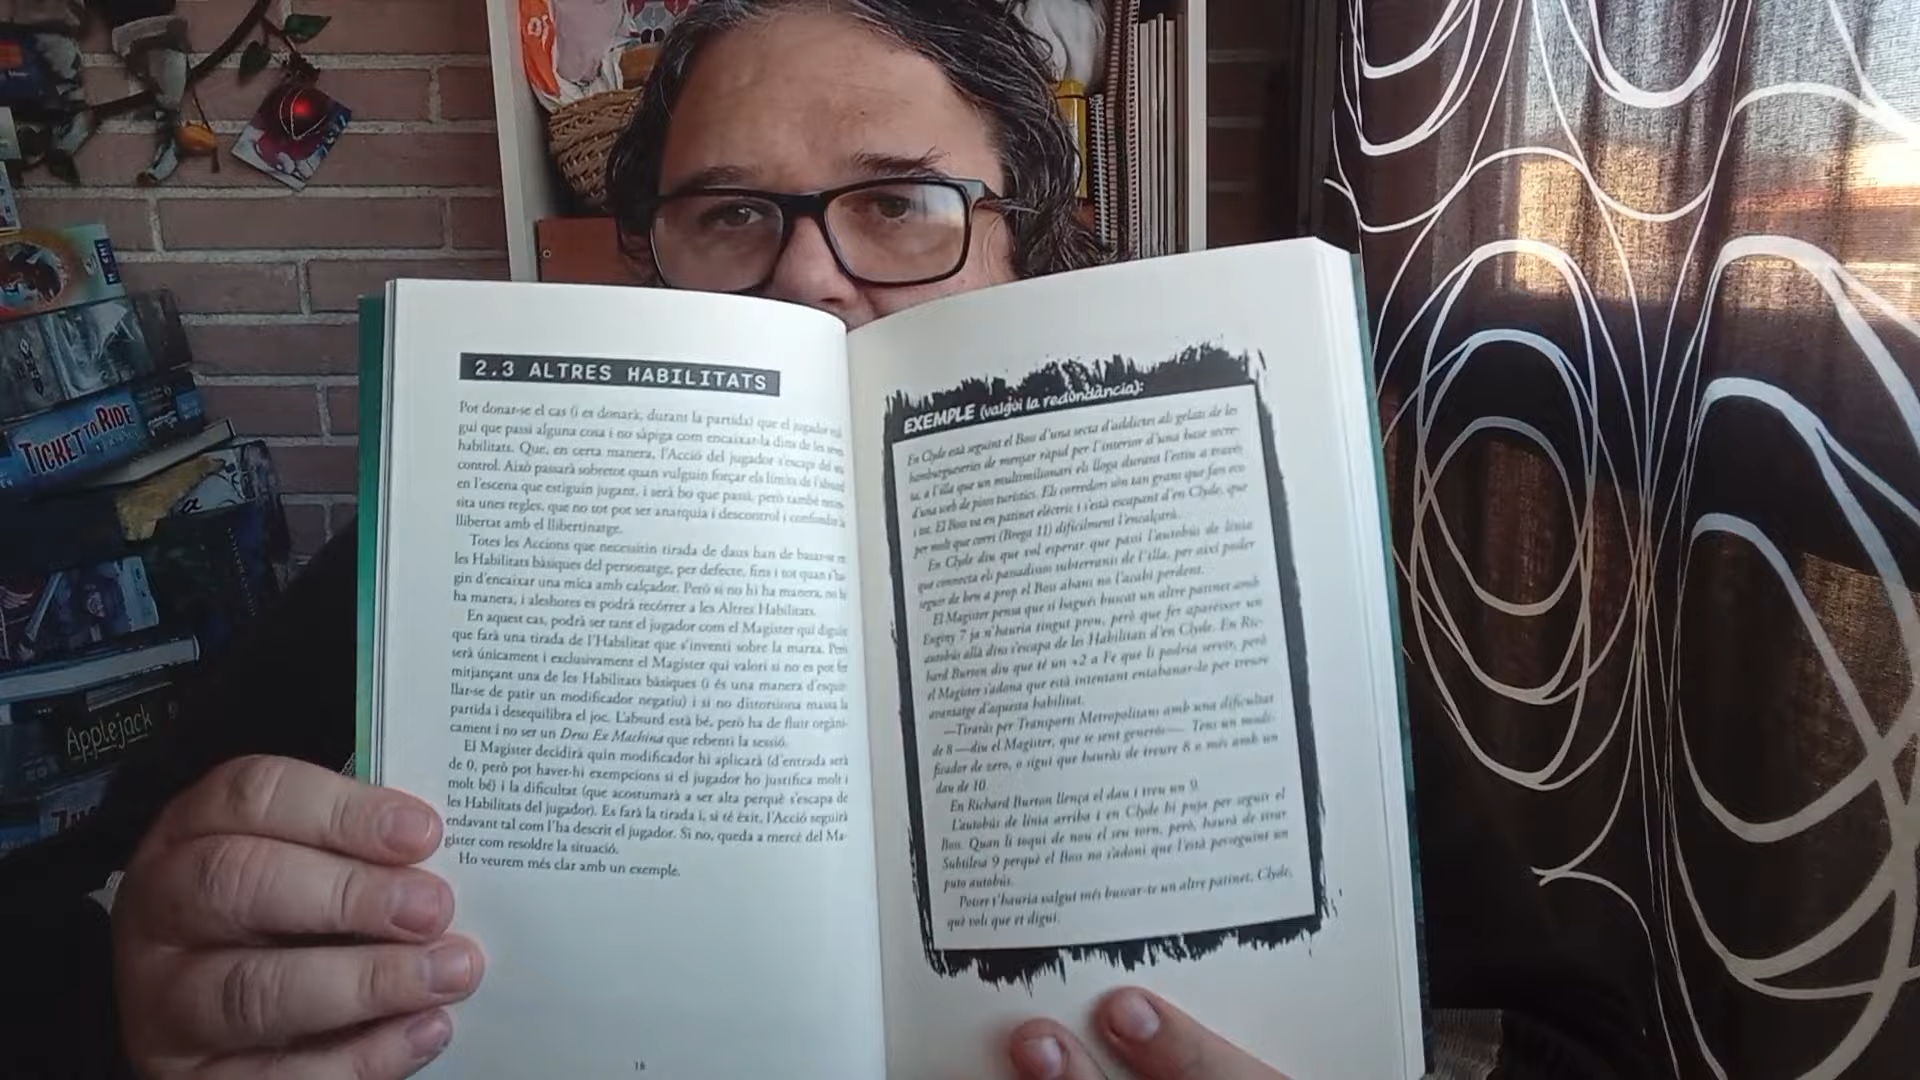 TICKET TO RIDE
Applejack
2.3 ALTRES HABILITATS
Pot donar-se el cas (i es donarà, durant la partida) que el jugador vul-
gui que passi alguna cosa i no sàpiga com encaixar-la dins de les seves
habilitats. Que, en certa manera, l'Acció del jugador s'escapi del seu
control. Això passarà sobretot quan vulguin forçar els límits de l'absurd
en l'escena que estiguin jugant, i serà bo que passi, però també neces-
sita unes regles, que no tot pot ser anarquia i descontrol i confondre
llibertat amb el llibertinatge.
Totes les Accions que necessitin tirada de daus han de basar-se en
les Habilitats bàsiques del personatge, per defecte, fins i tot quan s'ha-
gin d'encaixar una mica amb calçador. Però si no hi ha manera, no hi
ha manera, i aleshores es podrà recórrer a les Altres Habilitats.
En aquest cas, podrà ser tant el jugador com el Magister qui digui
que farà una tirada de l'Habilitat que s'inventi sobre la marxa. Però
serà únicament i exclusivament el Magister qui valori si no es pot fer
mitjançant una de les Habilitats bàsiques (i és una manera d'esqui-
llar-se de patir un modificador negatiu) i si no distorsiona massa la
partida i desequilibra el joc. L'absurd està bé, però ha de fluir orgàni-
cament i no ser un Deus Ex Machina que rebenti la sessió.
El Magister decidirà quin modificador hi aplicarà (d'entrada serà
de 0, però pot haver-hi exempcions si el jugador ho justifica molt i
molt bé) i la dificultat (que acostumarà a ser alta perquè s'escapa de
les Habilitats del jugador). Es farà la tirada i, si té èxit, l'Acció seguirà
endavant tal com l'ha descrit el jugador. Si no, queda a mercè del Ma-
gister com resoldre la situació.
Ho veurem més clar amb un exemple.
18
EXEMPLE (valgui la redundància):
En Clyde està seguint el Boss d'una secta d'addictes als gelats de les
hamburgueseries de menjar ràpid per l'interior d'una base secre-
ta, a l'illa que un multimilionari els lloga durant l'estiu a través
d'una web de pisos turístics. Els corredors són tan grans que fan eco
i tot. El Boss va en patinet elèctric i s'està escapant d'en Clyde, que
per molt que corri (Brega 11) difícilment l'encalçarà.
En Clyde diu que vol esperar que passi l'autobús de línia
que connecta els passadissos subterranis de l'illa, per així poder
seguir de ben a prop el Boss abans no l'acabi perdent.
El Magister pensa que si hagués buscat un altre patinet amb
Enginy 7 ja n'hauria tingut prou, però que fer aparèixer un
autobús allà dins s'escapa de les Habilitats d'en Clyde. En Ric-
hard Burton diu que té un +2 a Fe que li podria servir, però
el Magister s'adona que està intentant entabanar-lo per treure
avantatge d'aquesta habilitat.
—Tiraràs per Transports Metropolitans amb una dificultat
de 8 —diu el Magister, que se sent generós—. Tens un modi-
ficador de zero, o sigui que hauràs de treure 8 o més amb un
dau de 10.
En Richard Burton llença el dau i treu un 9.
L'autobús de línia arriba i en Clyde hi puja per seguir el
Boss. Quan li toqui de nou el seu torn, però, haurà de tirar
Subtilesa 9 perquè el Boss no s'adoni que l'està perseguint un
puto autobús.
Potser t'hauria valgut més buscar-te un altre patinet, Clyde,
què vols que et digui.